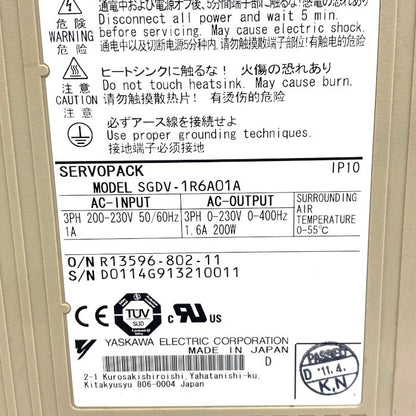 通電中および電源オフ後、5分間端子部に触るな!感電の恐れあり
危険
WARNING
危险
Disconnect all power and wait 5 min.
before servicing. May cause electric shock.
通电中以及切断电源5分钟内,请勿触摸端子部位!有触电的危险
注意
CAUTION
注意
ヒートシンクに触るな! 火傷の恐れあり
Do not touch heatsink. May cause burn.
请勿触摸散热片! 有烫伤的危险
必ずアース線を接続せよ
Use proper grounding techniques.
接地端子必须接地
SERVOPACK IP10
MODEL SGDV-1R6A01A
AC-INPUT AC-OUTPUT
3PH 200-230V 50/60Hz 3PH 0-230V 0-400Hz
1A 1.6A 200W
SURROUNDING
AIR
TEMPERATURE
0-55℃
O/N R13596-802-11
S/N D0114G913210011
TÜV
SÜD
c UL US
YASKAWA ELECTRIC CORPORATION
MADE IN JAPAN D
2-1 Kurosakishiroishi, Yahatanishi-ku,
Kitakyusyu 806-0004 Japan
PASSED
D '11.4.
K.N